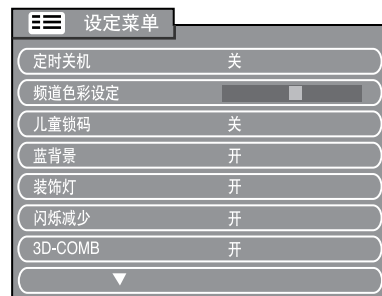 设定菜单
定时关机 关
频道色彩设定
儿童锁码 关
蓝背景 开
装饰灯 开
闪烁减少 开
3D-COMB 开